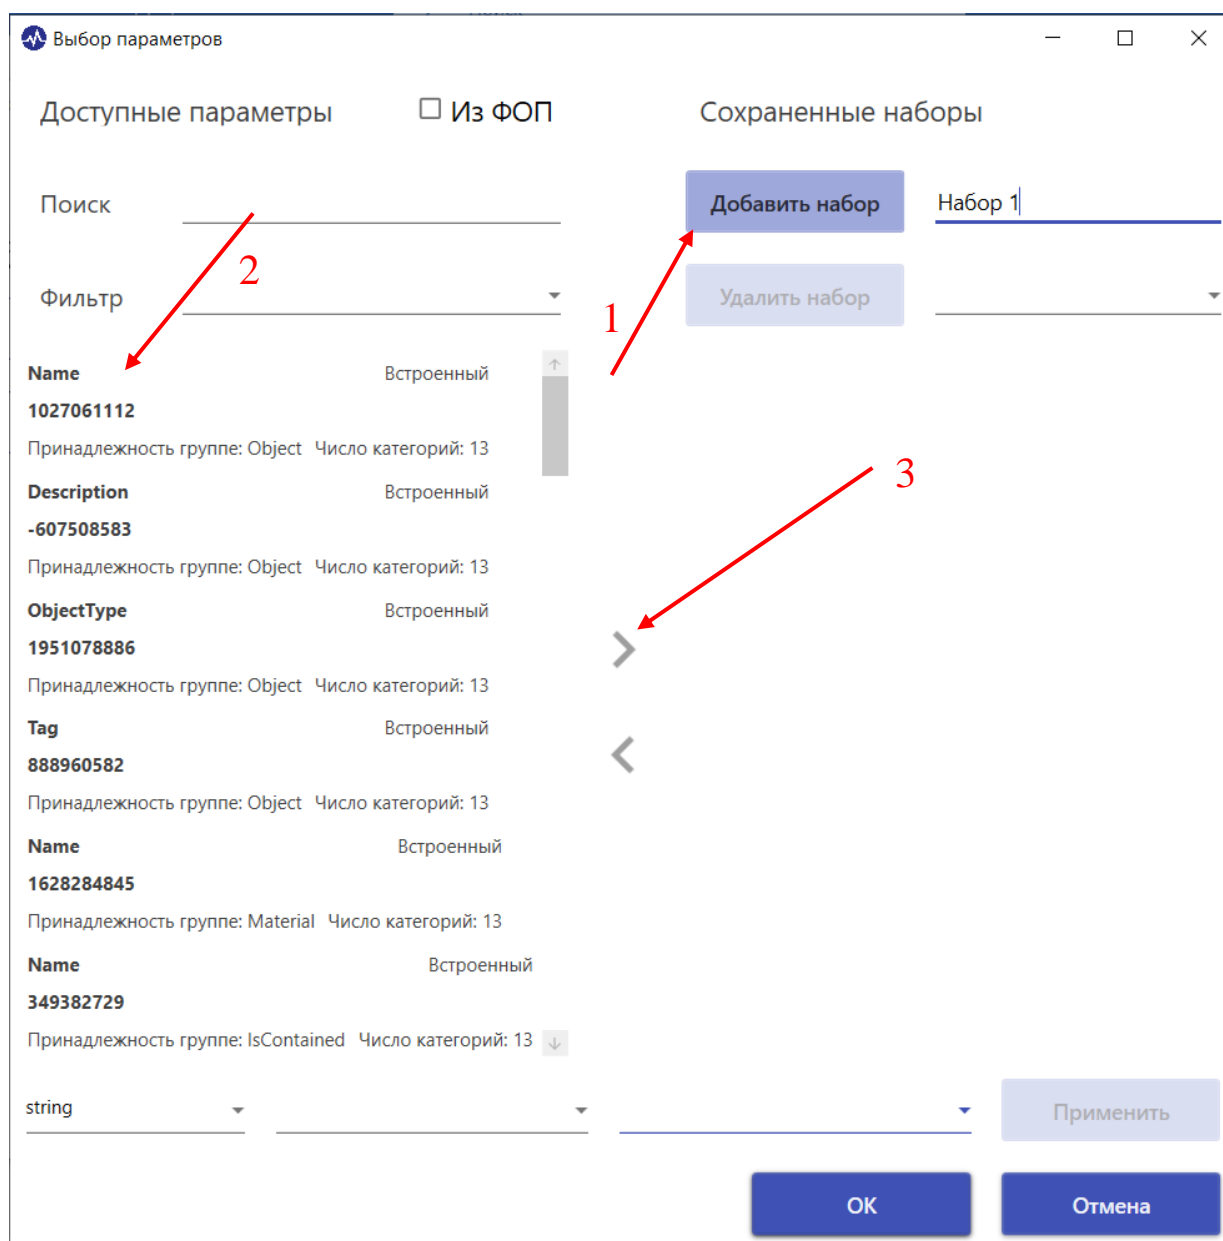 Выбор параметров
Доступные параметры Из ФОП Сохраненные наборы
Поиск Добавить набор Набор 1
2
Фильтр Удалить набор
1
Name Встроенный
1027061112
Принадлежность группе: Object Число категорий: 13
3
Description Встроенный
-607508583
Принадлежность группе: Object Число категорий: 13
ObjectType Встроенный
1951078886
Принадлежность группе: Object Число категорий: 13
Tag Встроенный
888960582
Принадлежность группе: Object Число категорий: 13
Name Встроенный
1628284845
Принадлежность группе: Material Число категорий: 13
Name Встроенный
349382729
Принадлежность группе: IsContained Число категорий: 13
string Применить
ОК Отмена